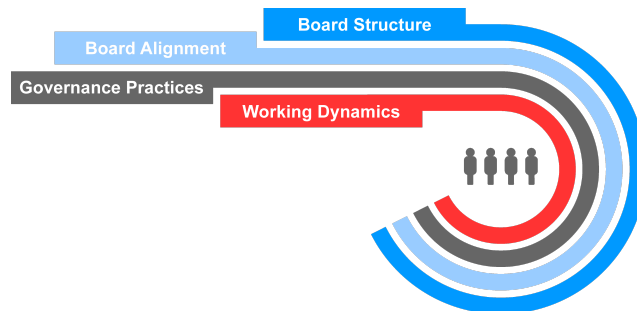 Board Structure
Board Alignment
Governance Practices
Working Dynamics